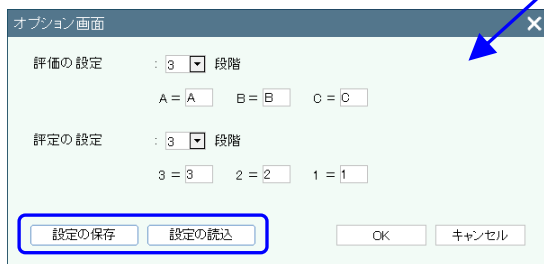 オプション画面
評価の設定 : 3 段階
A = A B = B C = C
評定の設定 : 3 段階
3 = 3 2 = 2 1 = 1
設定の保存 設定の読込 OK キャンセル